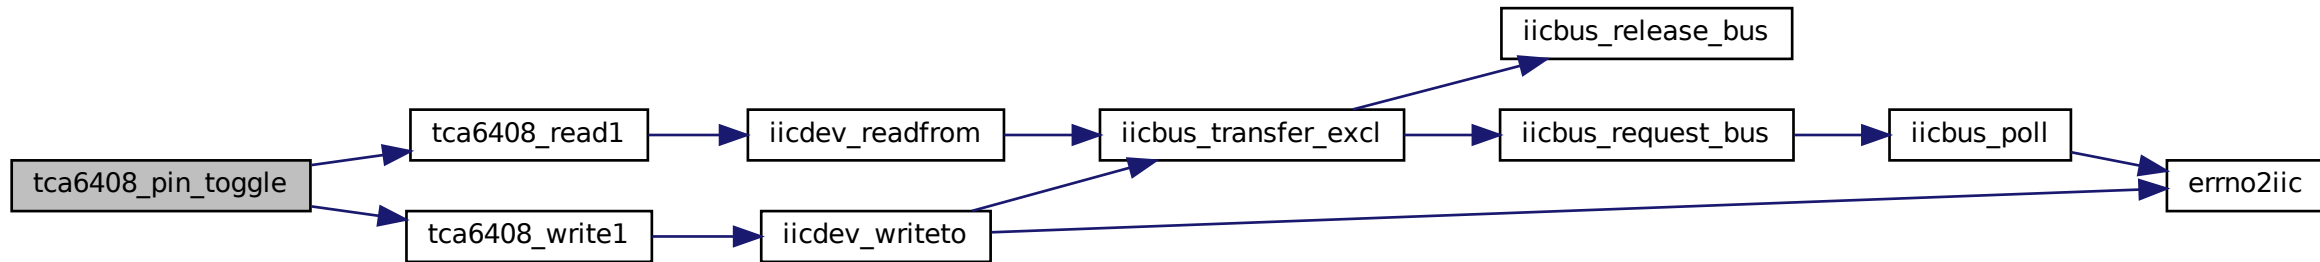 iicbus_release_bus
tca6408_read1
iicdev_readfrom
iicbus_transfer_excl
iicbus_request_bus
iicbus_poll
tca6408_pin_toggle
errno2iic
tca6408_write1
iicdev_writeto